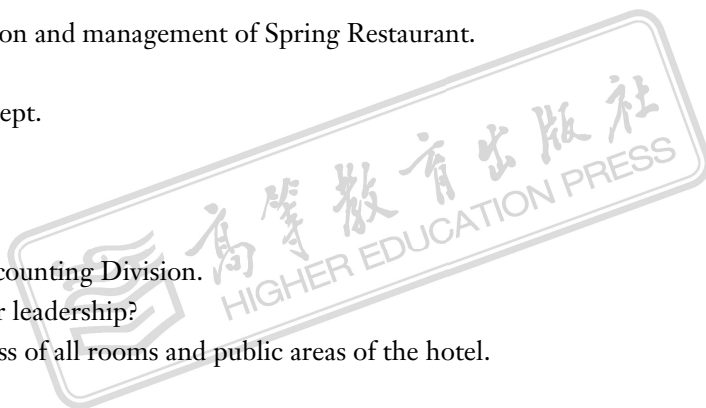 on and management of Spring Restaurant.
ept.
高等教育出版社
HIGHER EDUCATION PRESS
counting Division.
r leadership?
ss of all rooms and public areas of the hotel.